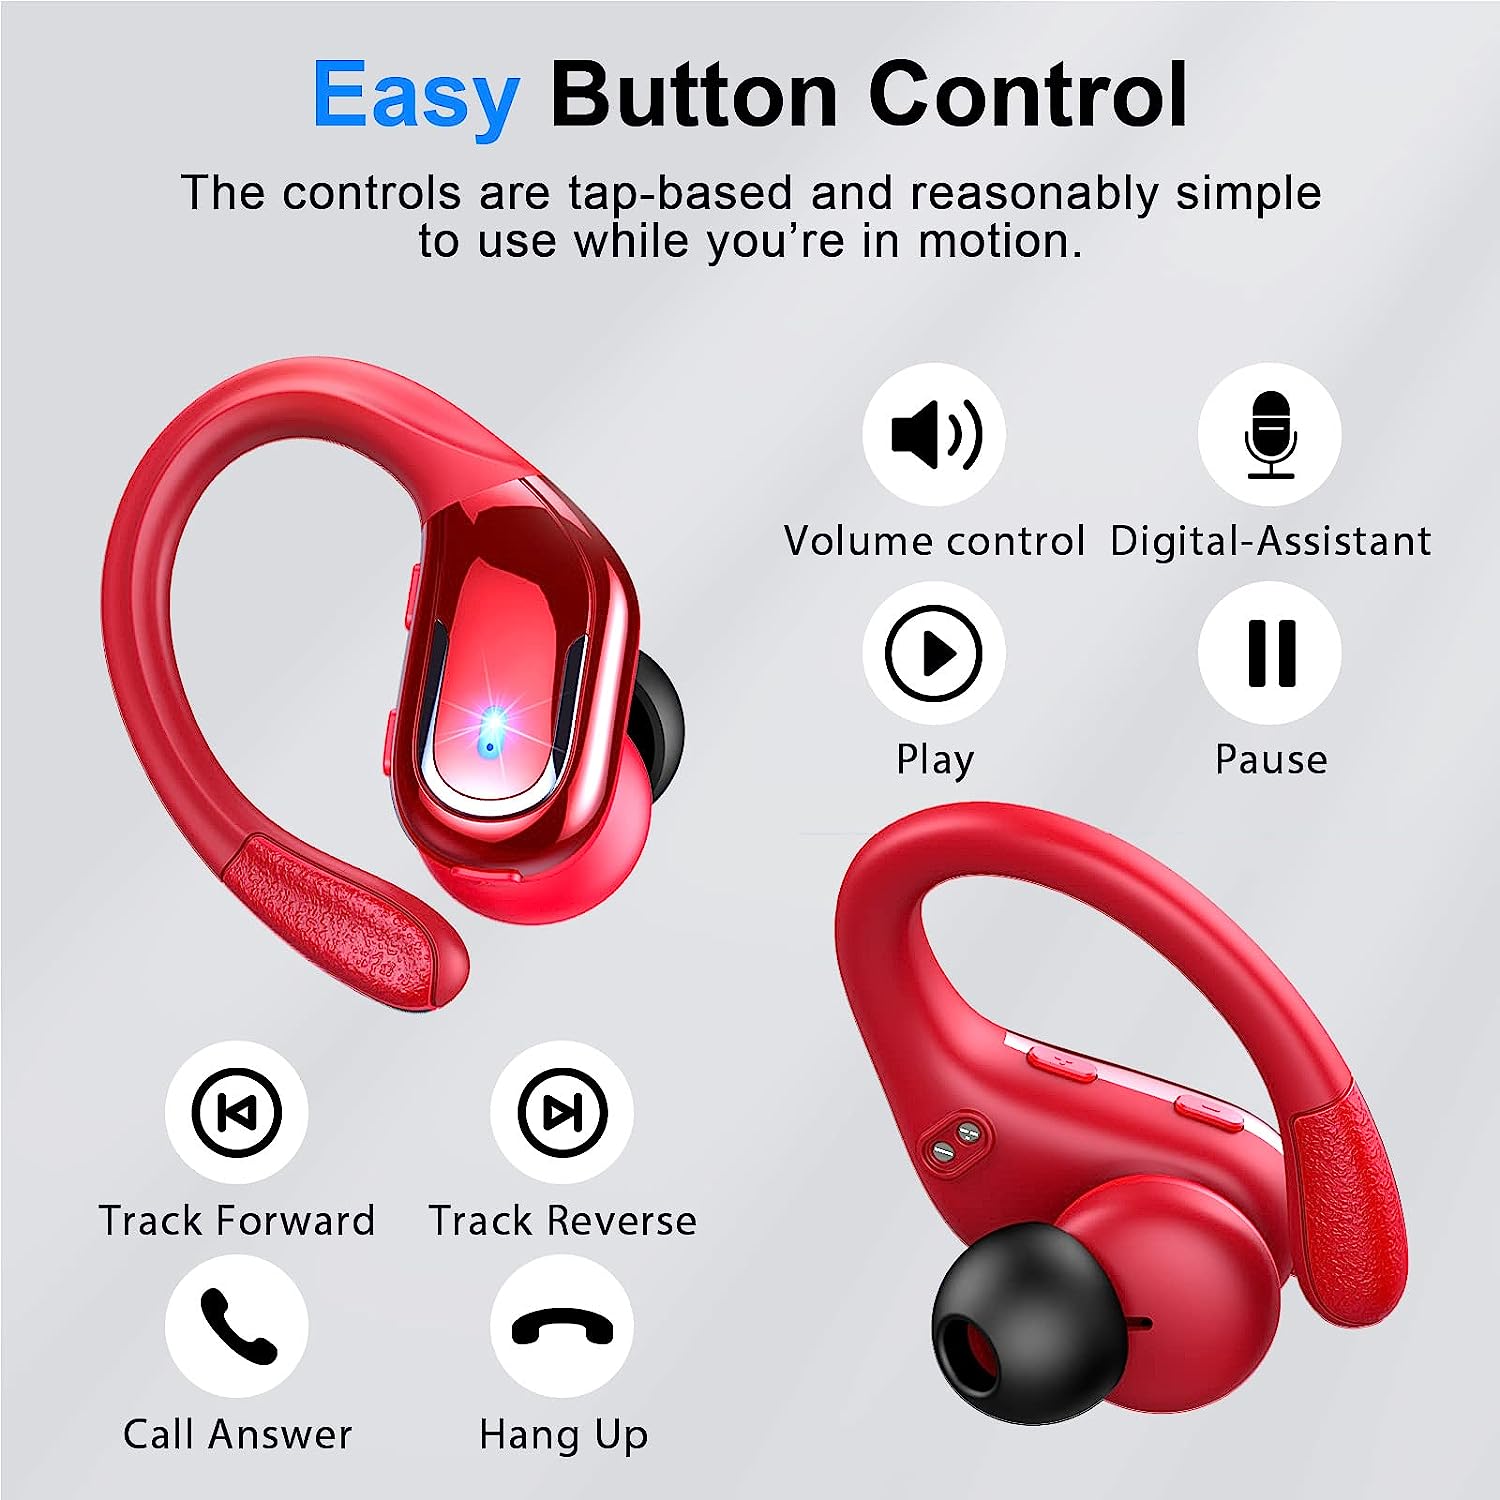 Easy Button Control
The controls are tap-based and reasonably simple
to use while you’re in motion.
Volume control
Digital-Assistant
Play
Pause
+
-
Track Forward
Track Reverse
Call Answer
Hang Up